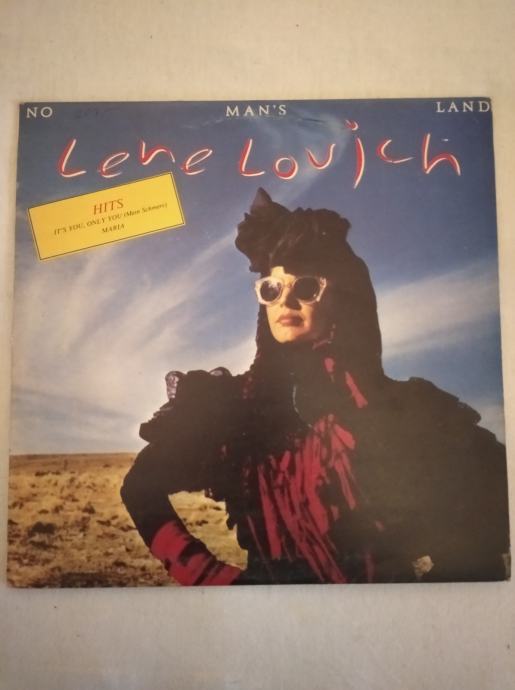 NO MAN'S LAND
Lene Lovich
HITS
IT'S YOU, ONLY YOU (Mein Schmerz)
MARIA